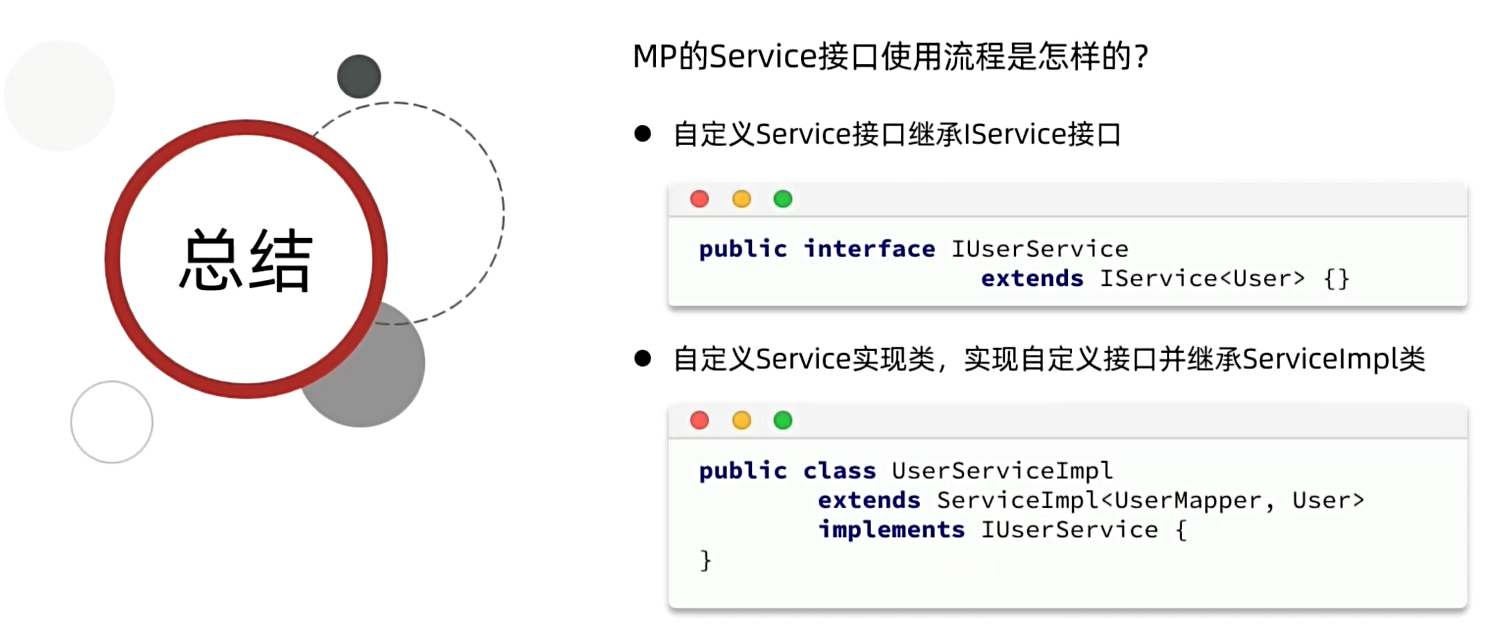 总结
MP的Service接口使用流程是怎样的？
● 自定义Service接口继承IService接口
public interface IUserService
extends IService<User> {}
● 自定义Service实现类，实现自定义接口并继承ServiceImpl类
public class UserServiceImpl
extends ServiceImpl<UserMapper, User>
implements IUserService {
}